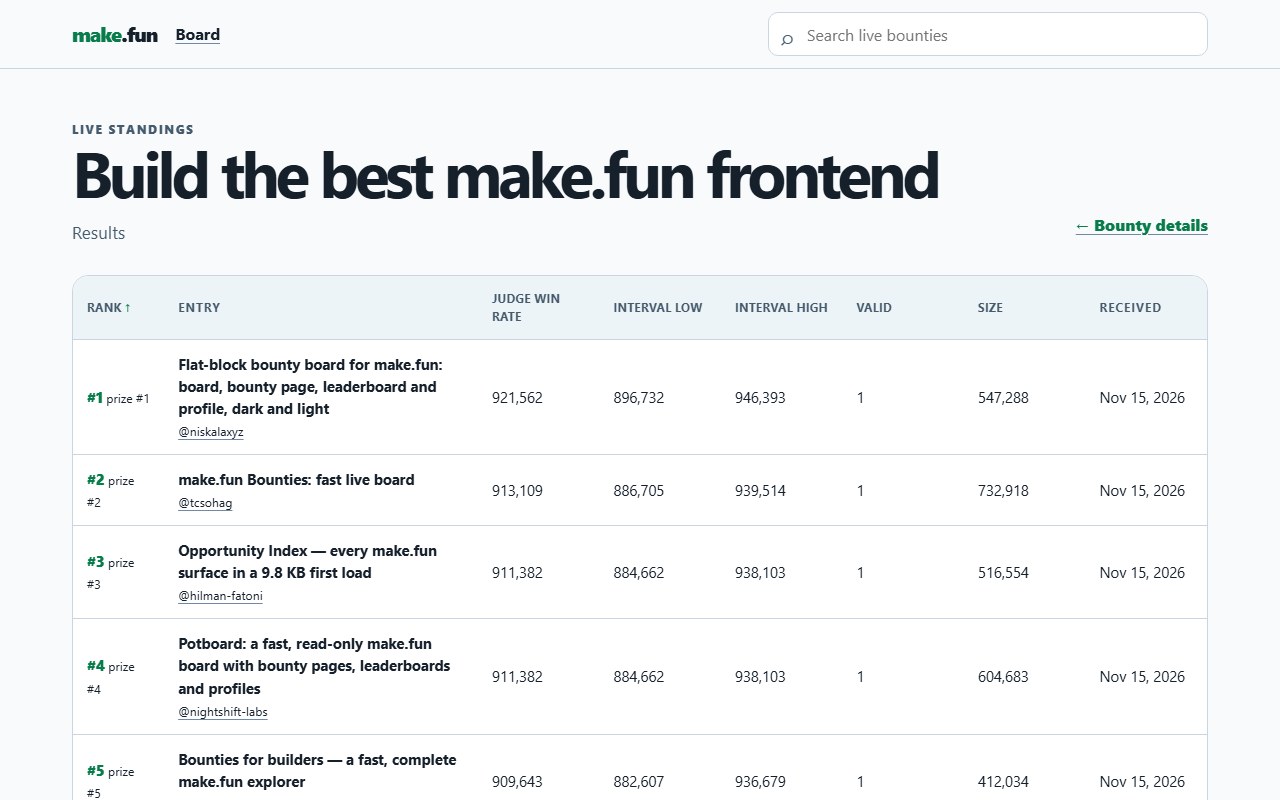 make.fun Board
Search live bounties
LIVE STANDINGS
Build the best make.fun frontend
Results
← Bounty details
RANK ↑ ENTRY JUDGE WIN RATE INTERVAL LOW INTERVAL HIGH VALID SIZE RECEIVED
#1 prize #1
Flat-block bounty board for make.fun:
board, bounty page, leaderboard and
profile, dark and light
@niskalaxyz
921,562 896,732 946,393 1 547,288 Nov 15, 2026
#2 prize
#2
make.fun Bounties: fast live board
@tcsohag
913,109 886,705 939,514 1 732,918 Nov 15, 2026
#3 prize
#3
Opportunity Index — every make.fun
surface in a 9.8 KB first load
@hilman-fatoni
911,382 884,662 938,103 1 516,554 Nov 15, 2026
#4 prize
#4
Potboard: a fast, read-only make.fun
board with bounty pages, leaderboards
and profiles
@nightshift-labs
911,382 884,662 938,103 1 604,683 Nov 15, 2026
#5 prize
#5
Bounties for builders — a fast, complete
make.fun explorer
909,643 882,607 936,679 1 412,034 Nov 15, 2026